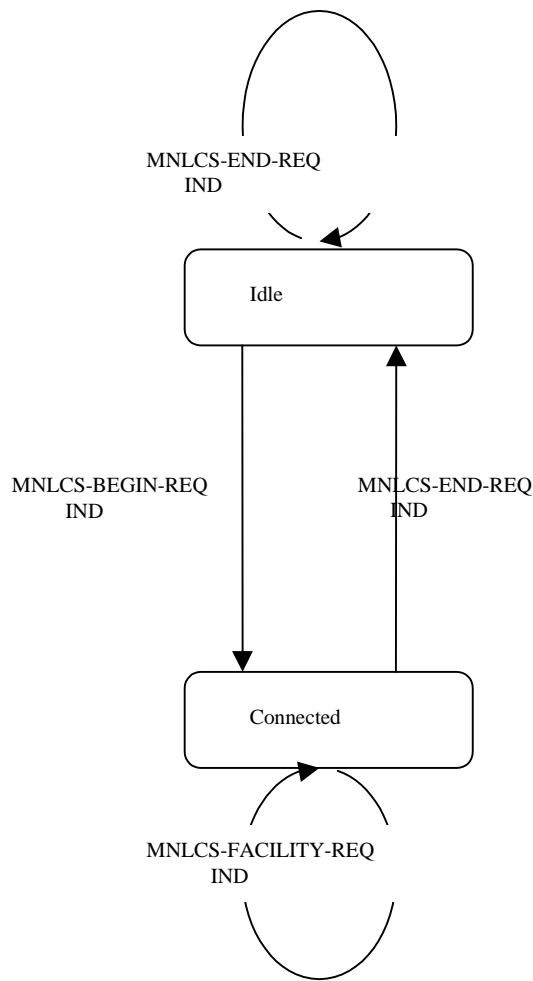 MNLCS-END-REQ
IND
Idle
MNLCS-BEGIN-REQ
IND
MNLCS-END-REQ
IND
Connected
MNLCS-FACILITY-REQ
IND